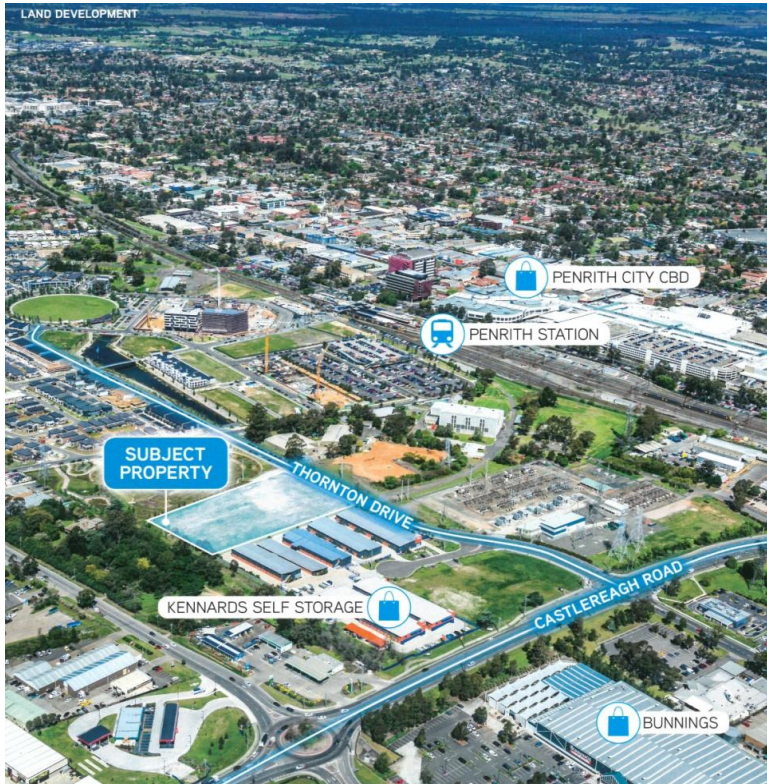 LAND DEVELOPMENT
PENRITH CITY CBD
PENRITH STATION
SUBJECT
PROPERTY
THORNTON DRIVE
KENNARDS SELF STORAGE
CASTLEREAGH ROAD
BUNNINGS